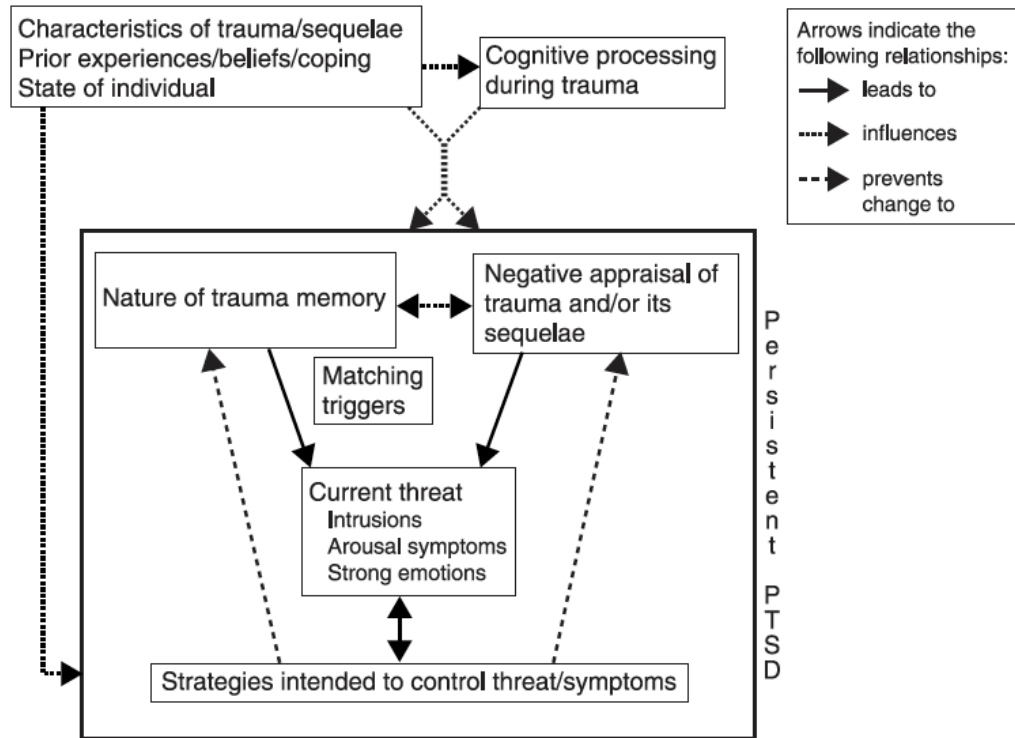 Characteristics of trauma/sequelae
Prior experiences/beliefs/coping
State of individual
Cognitive processing
during trauma
Arrows indicate the
following relationships:
leads to
influences
prevents
change to
Nature of trauma memory
Negative appraisal of
trauma and/or its
sequelae
Matching
triggers
Current threat
Intrusions
Arousal symptoms
Strong emotions
Strategies intended to control threat/symptoms
Persistent PTSD